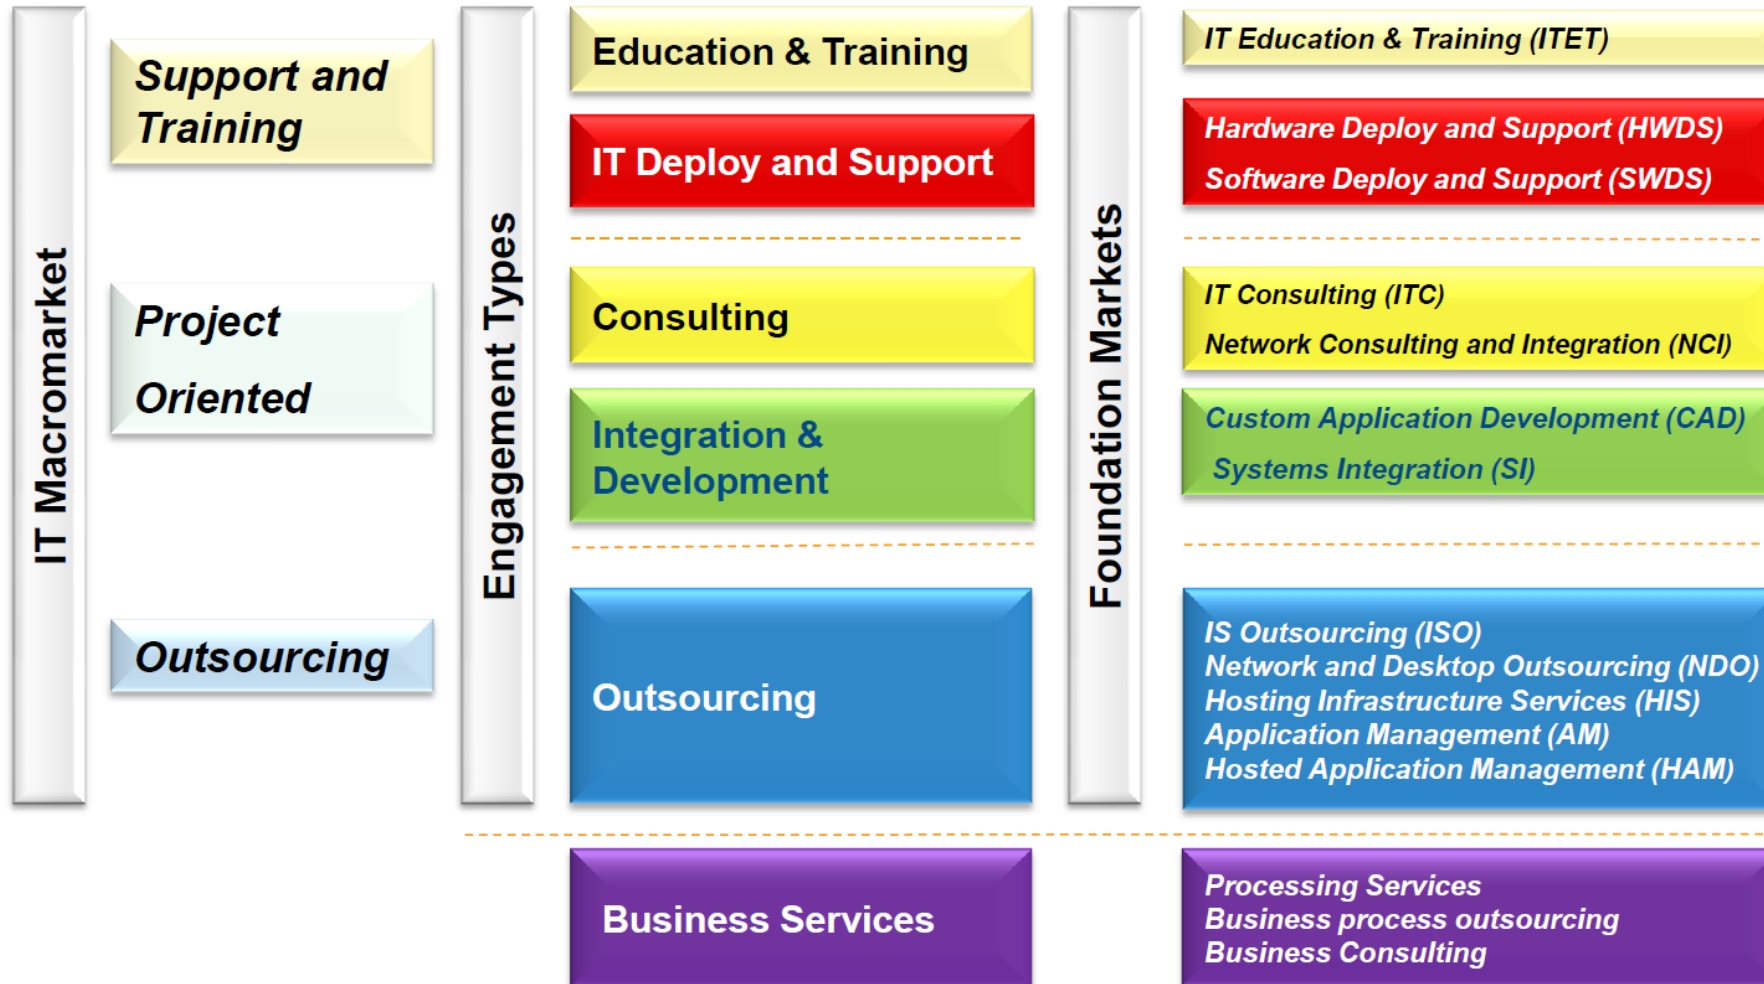 IT Macromarket
Support and
Training
Project
Oriented
Outsourcing
Engagement Types
Education & Training
IT Deploy and Support
Consulting
Integration &
Development
Outsourcing
Business Services
Foundation Markets
IT Education & Training (ITET)
Hardware Deploy and Support (HWDS)
Software Deploy and Support (SWDS)
IT Consulting (ITC)
Network Consulting and Integration (NCI)
Custom Application Development (CAD)
Systems Integration (SI)
IS Outsourcing (ISO)
Network and Desktop Outsourcing (NDO)
Hosting Infrastructure Services (HIS)
Application Management (AM)
Hosted Application Management (HAM)
Processing Services
Business process outsourcing
Business Consulting